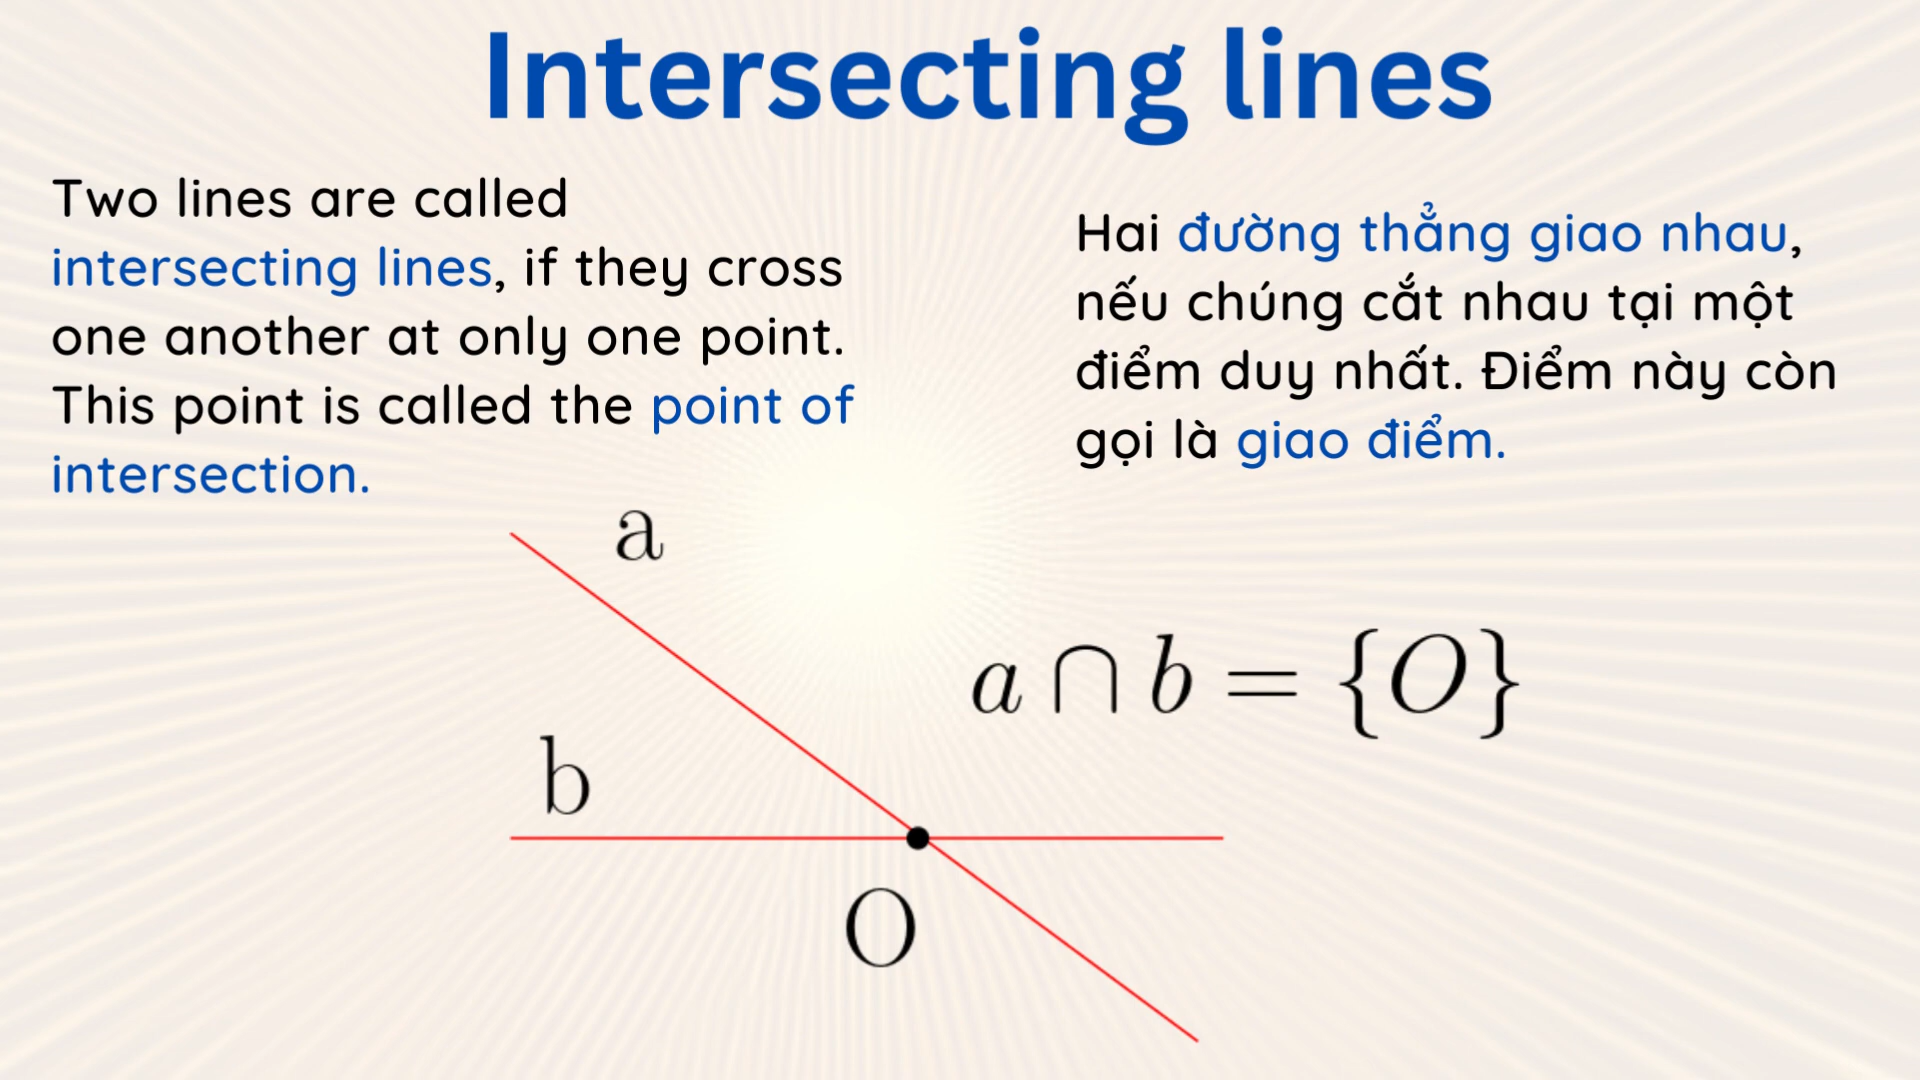 Intersecting lines
Two lines are called
intersecting lines, if they cross
one another at only one point.
This point is called the point of
intersection.
Hai đường thẳng giao nhau,
nếu chúng cắt nhau tại một
điểm duy nhất. Điểm này còn
gọi là giao điểm.
a
a ∩ b = {O}
b
O